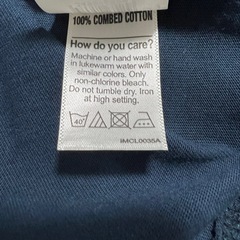 100% COMBED COTTON
How do you care?
Machine or hand wash
in lukewarm water with
similar colors. Only
non-chlorine bleach.
Do not tumble dry. Iron
at high setting.
40°
IMCL0035A